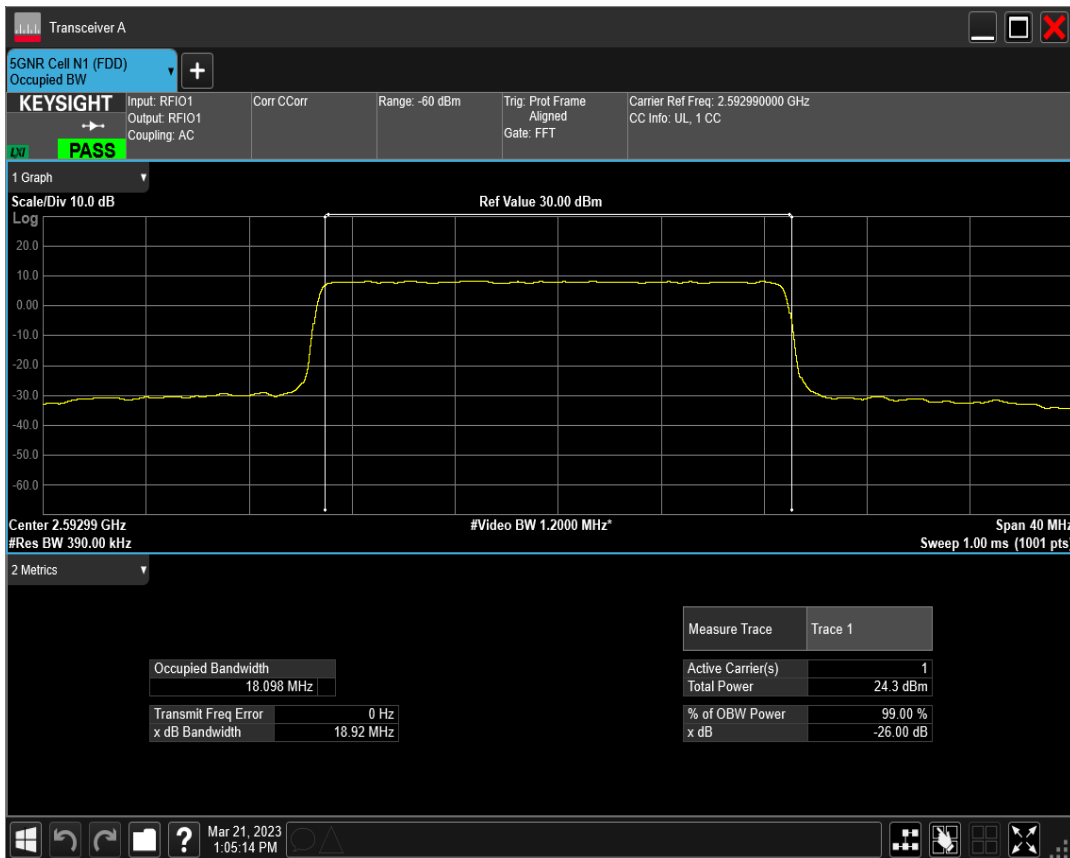 Transceiver A
5GNR Cell N1 (FDD)
Occupied BW
KEYSIGHT
LXI
PASS
Input: RFIO1
Output: RFIO1
Coupling: AC
Corr CCorr
Range: -60 dBm
Trig: Prot Frame
Aligned
Gate: FFT
Carrier Ref Freq: 2.592990000 GHz
CC Info: UL, 1 CC
1 Graph
Scale/Div 10.0 dB
Ref Value 30.00 dBm
Log
20.0
10.0
0.00
-10.0
-20.0
-30.0
-40.0
-50.0
-60.0
Center 2.59299 GHz
#Video BW 1.2000 MHz*
Span 40 MHz
#Res BW 390.00 kHz
Sweep 1.00 ms (1001 pts)
2 Metrics
Measure Trace Trace 1
Occupied Bandwidth
18.098 MHz
Active Carrier(s) 1
Total Power 24.3 dBm
Transmit Freq Error 0 Hz
x dB Bandwidth 18.92 MHz
% of OBW Power 99.00 %
x dB -26.00 dB
?
Mar 21, 2023
1:05:14 PM